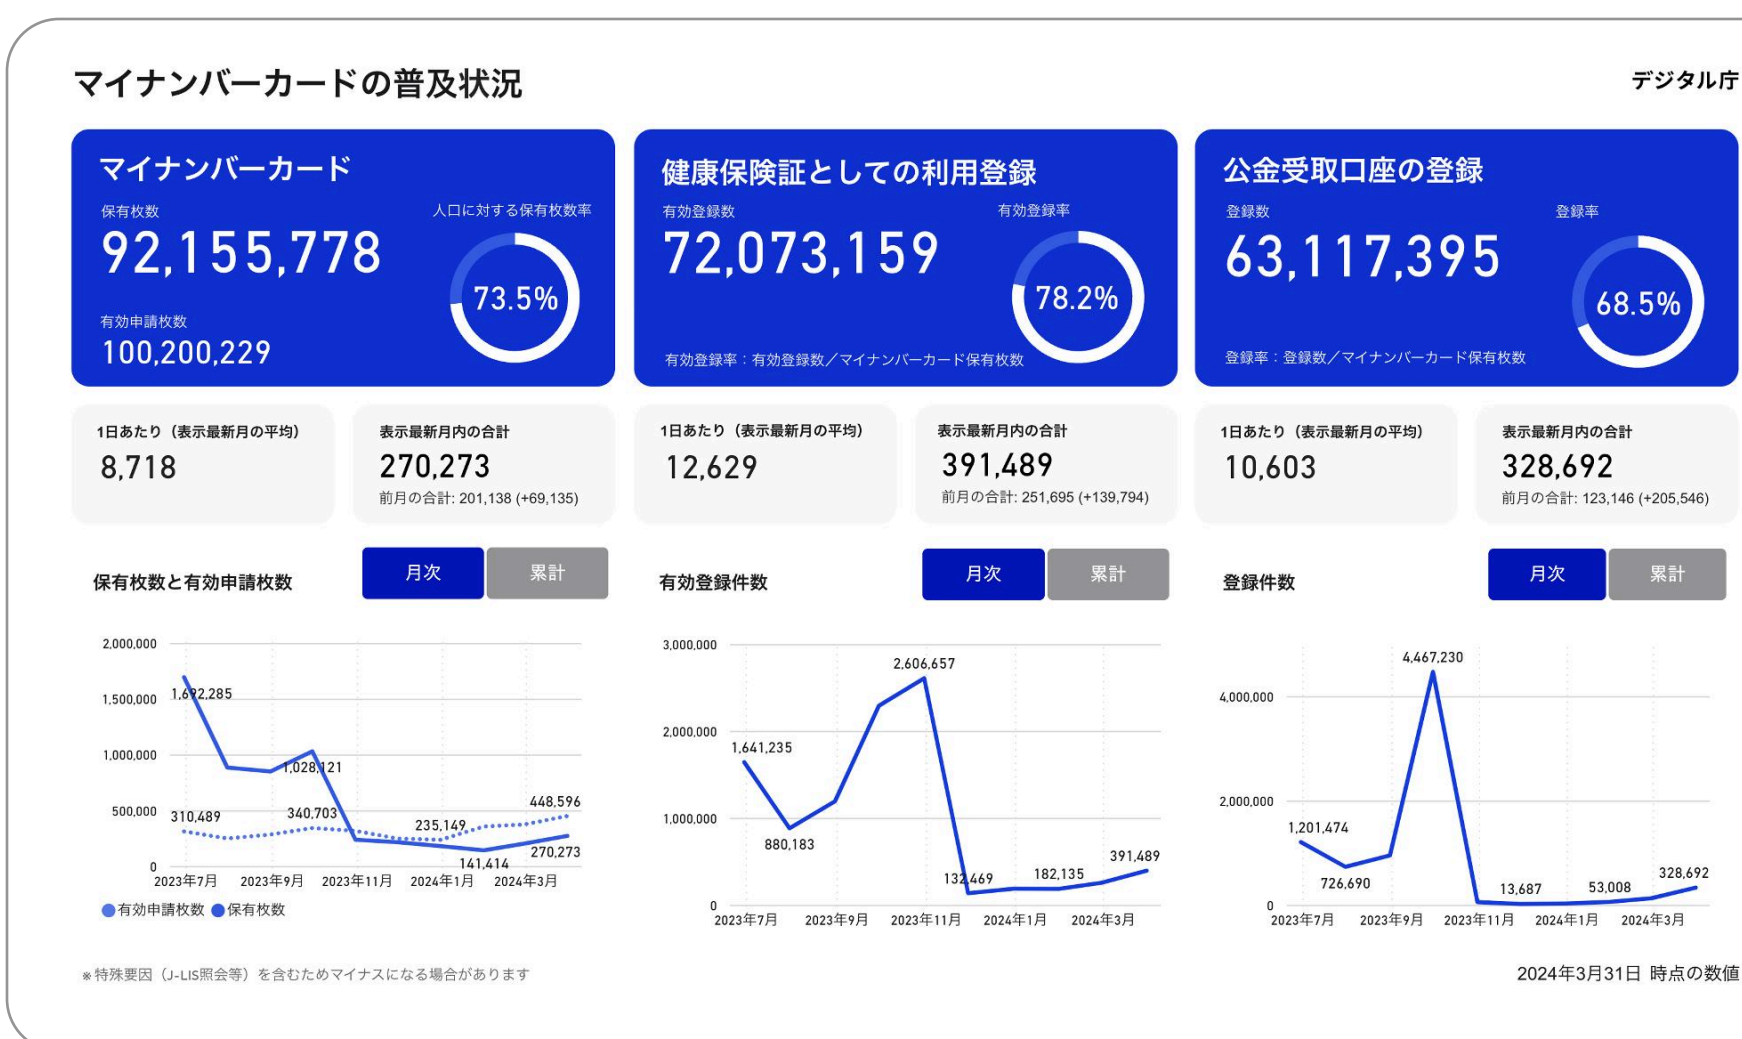 マイナンバーカードの普及状況
デジタル庁
マイナンバーカード
保有枚数
人口に対する保有枚数率
92,155,778
73.5%
有効申請枚数
100,200,229
健康保険証としての利用登録
有効登録数
有効登録率
72,073,159
78.2%
有効登録率：有効登録数／マイナンバーカード保有枚数
公金受取口座の登録
登録数
登録率
63,117,395
68.5%
登録率：登録数／マイナンバーカード保有枚数
1日あたり（表示最新月の平均）
8,718
表示最新月内の合計
270,273
前月の合計: 201,138 (+69,135)
1日あたり（表示最新月の平均）
12,629
表示最新月内の合計
391,489
前月の合計: 251,695 (+139,794)
1日あたり（表示最新月の平均）
10,603
表示最新月内の合計
328,692
前月の合計: 123,146 (+205,546)
保有枚数と有効申請枚数
月次
累計
2,000,000
1,500,000
1,000,000
500,000
0
1,692,285
1,028,121
310,489
340,703
235,149
448,596
141,414
270,273
2023年7月
2023年9月
2023年11月
2024年1月
2024年3月
有効申請枚数
保有枚数
有効登録件数
月次
累計
3,000,000
2,000,000
1,000,000
0
2,606,657
1,641,235
880,183
132,469
182,135
391,489
2023年7月
2023年9月
2023年11月
2024年1月
2024年3月
登録件数
月次
累計
4,000,000
2,000,000
0
4,467,230
1,201,474
726,690
13,687
53,008
328,692
2023年7月
2023年9月
2023年11月
2024年1月
2024年3月
※特殊要因（J-LIS照会等）を含むためマイナスになる場合があります
2024年3月31日 時点の数値